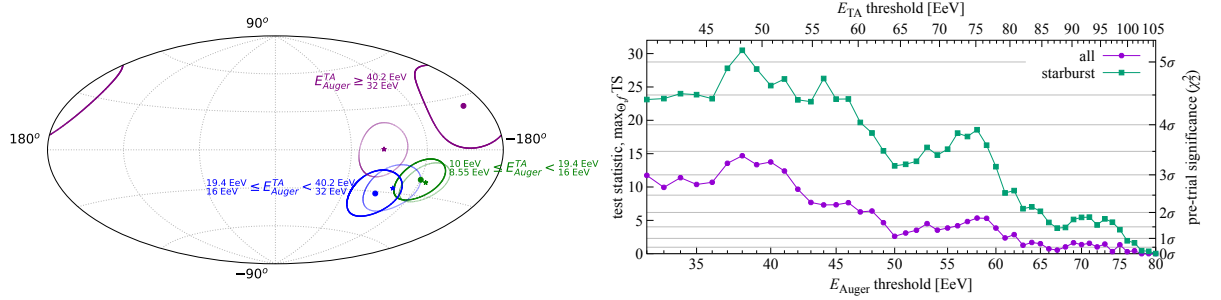 90°
180°
−180°
−90°
E^{TA}_{Auger} ≥ ^{40.2 EeV}_{32 EeV}
^{19.4 EeV}_{16 EeV} ≤ E^{TA}_{Auger} < ^{40.2 EeV}_{32 EeV}
^{10 EeV}_{8.55 EeV} ≤ E^{TA}_{Auger} < ^{19.4 EeV}_{16 EeV}
E_{TA} threshold [EeV]
45 50 55 60 65 70 75 80 85 90 95 100 105
all
starburst
test statistic, max_{Θ,f} TS
30
25
20
15
10
5
0
5σ
4σ
3σ
2σ
1σ
0σ
pre-trial significance (χ²₂)
35 40 45 50 55 60 65 70 75 80
E_{Auger} threshold [EeV]